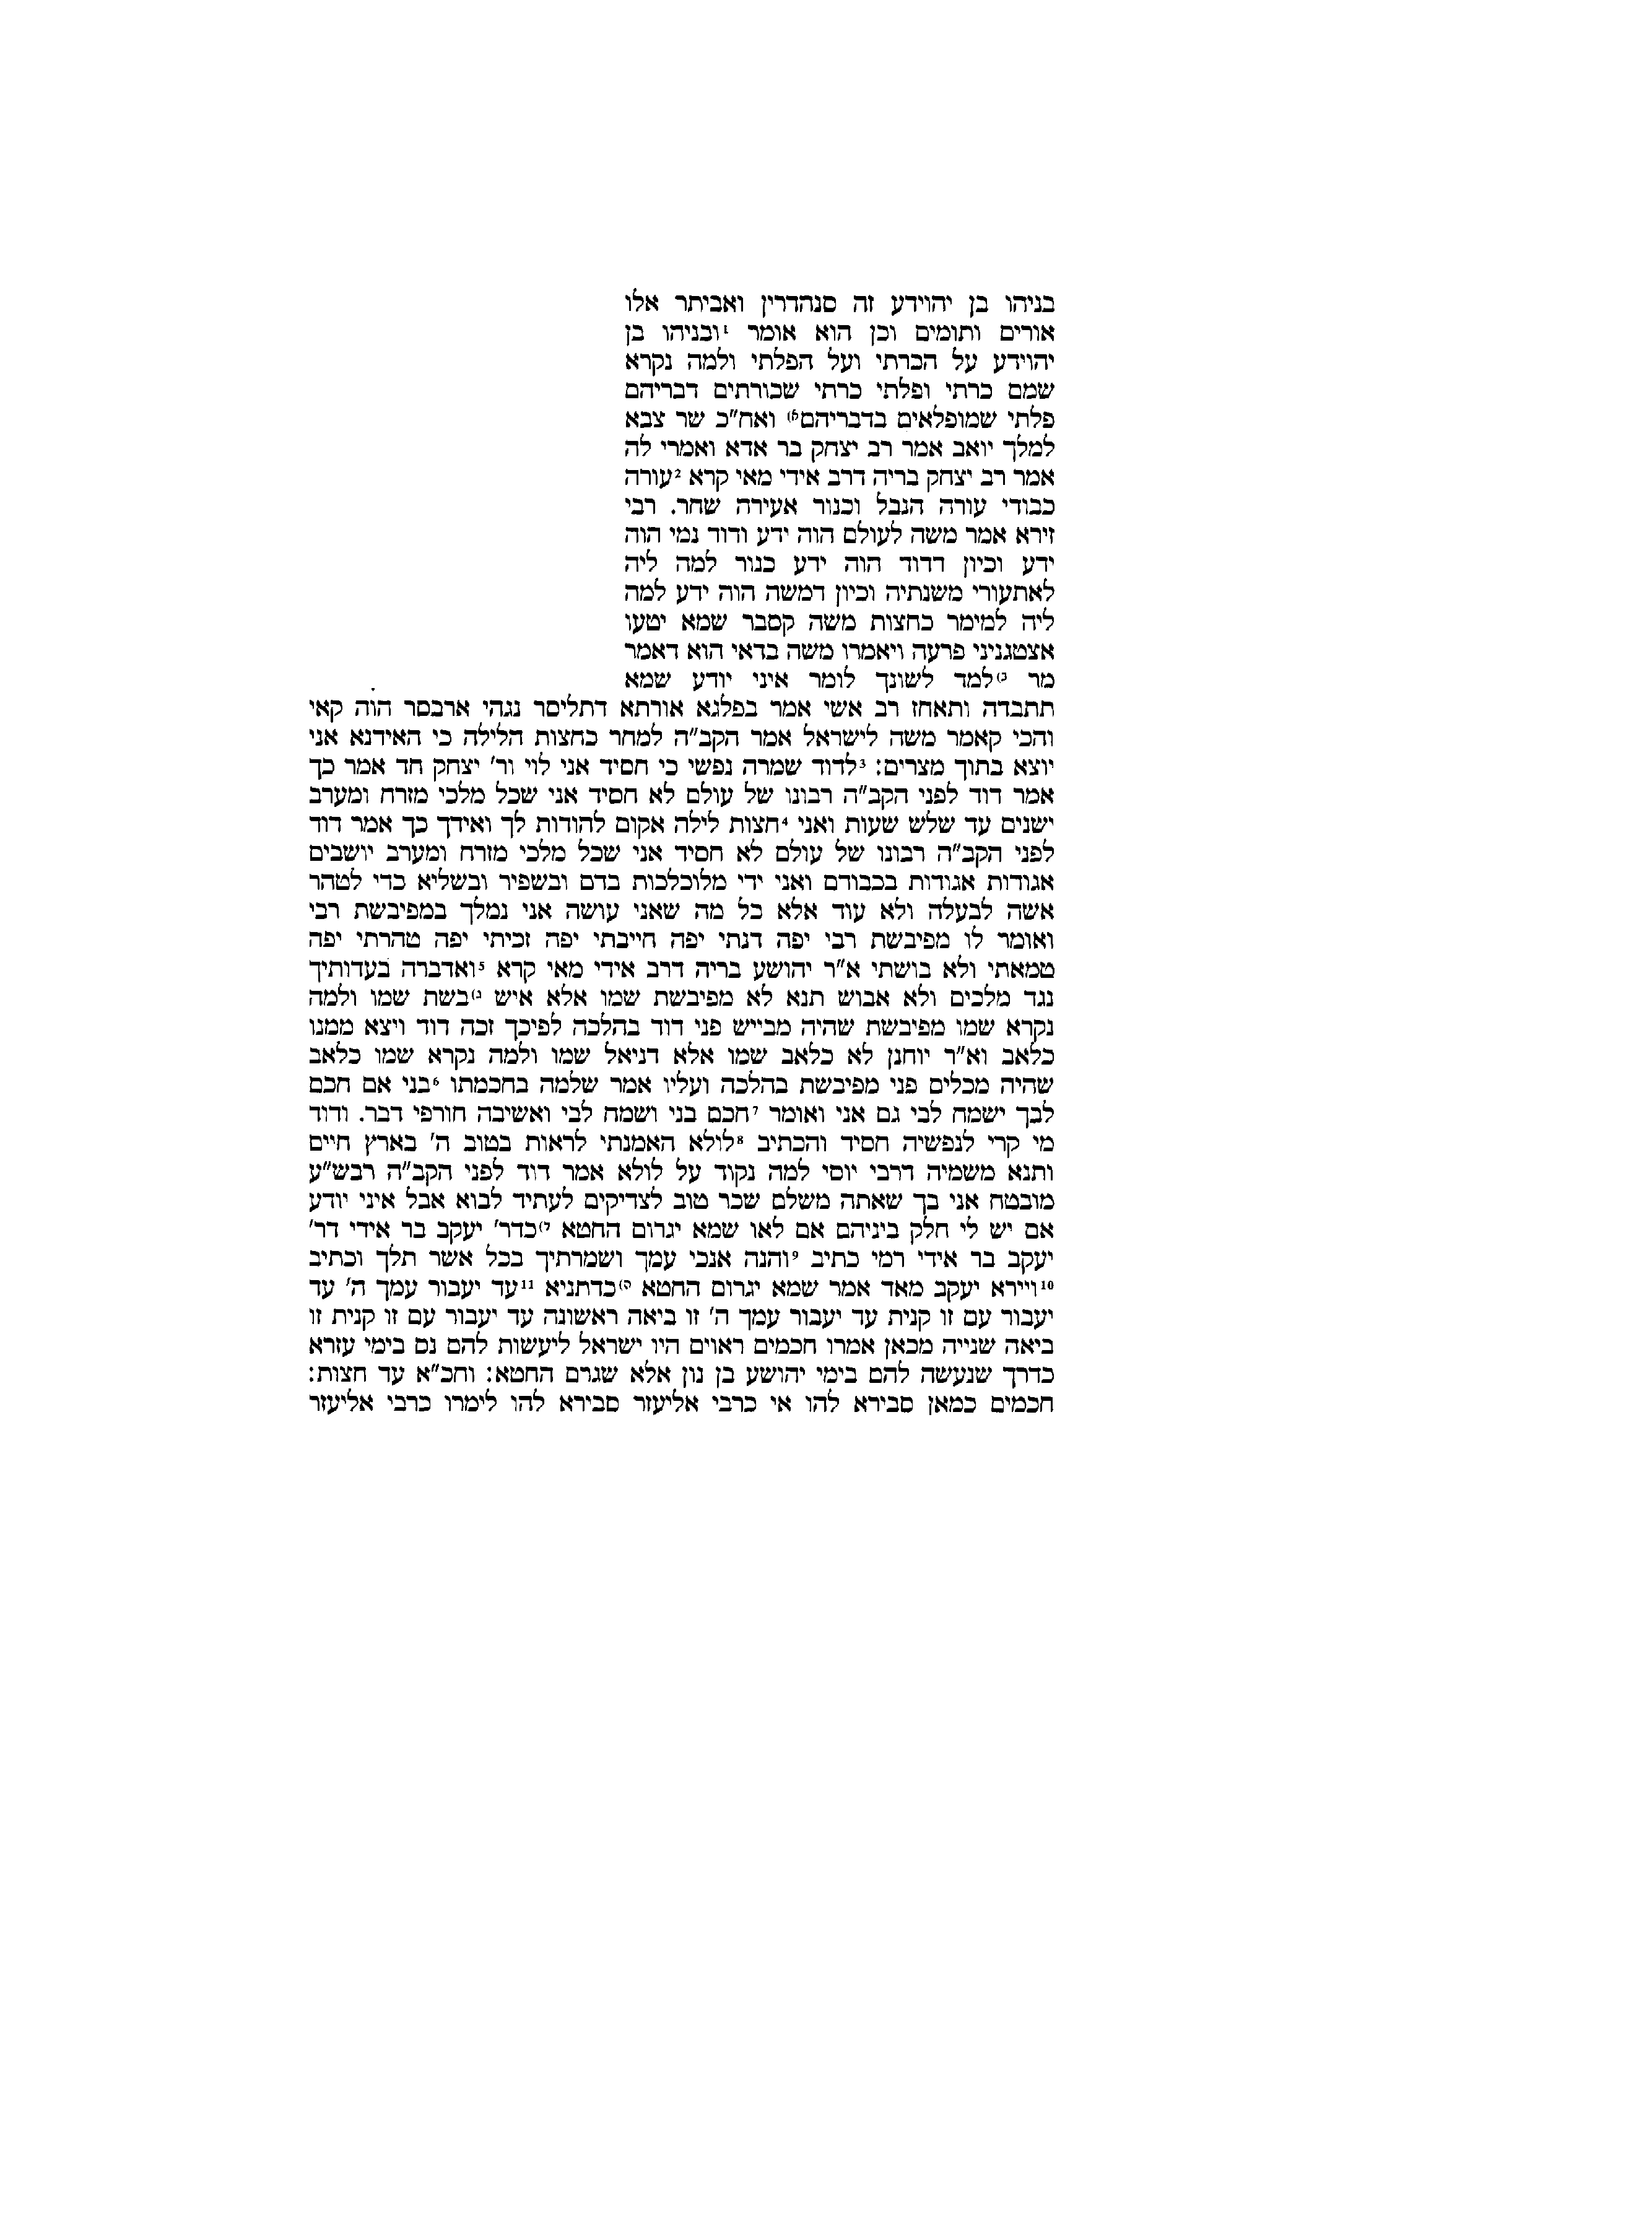 בניהו בן יהוידע זה סנהדרין ואביתר אלו
אורים ותומים וכן הוא אומר ¹ובניהו בן
יהוידע על הכרתי ועל הפלתי ולמה נקרא
שמם כרתי ופלתי כרתי שכורתים דבריהם
פלתי שמופלאים בדבריהם⁽ᵃ ואח״כ שר צבא
למלך יואב אמר רב יצחק בר אדא ואמרי לה
אמר רב יצחק בריה דרב אידי מאי קרא ²עורה
כבודי עורה הנבל וכנור אעירה שחר. רבי
זירא אמר משה לעולם הוה ידע ודוד נמי הוה
ידע וכיון דדוד הוה ידע כנור למה ליה
לאתעורי משנתיה וכיון דמשה הוה ידע למה
ליה למימר כחצות משה קסבר שמא יטעו
אצטגניני פרעה ויאמרו משה בדאי הוא דאמר
מר ב)למד לשונך לומר איני יודע שמא
תתבדה ותאחז רב אשי אמר בפלגא אורתא דתליסר נגהי ארבסר הוה קאי
והכי קאמר משה לישראל אמר הקב״ה למחר כחצות הלילה כי האידנא אני
יוצא בתוך מצרים: ³לדוד שמרה נפשי כי חסיד אני לוי ור׳ יצחק חד אמר כך
אמר דוד לפני הקב״ה רבונו של עולם לא חסיד אני שכל מלכי מזרח ומערב
ישנים עד שלש שעות ואני ⁴חצות לילה אקום להודות לך ואידך כך אמר דוד
לפני הקב״ה רבונו של עולם לא חסיד אני שכל מלכי מזרח ומערב יושבים
אגודות אגודות בכבודם ואני ידי מלוכלכות בדם ובשפיר ובשליא כדי לטהר
אשה לבעלה ולא עוד אלא כל מה שאני עושה אני נמלך במפיבשת רבי
ואומר לו מפיבשת רבי יפה דנתי יפה חייבתי יפה זכיתי יפה טהרתי יפה
טמאתי ולא בושתי א״ר יהושע בריה דרב אידי מאי קרא ⁵ואדברה בעדותיך
נגד מלכים ולא אבוש תנא לא מפיבשת שמו אלא איש ג)בשת שמו ולמה
נקרא שמו מפיבשת שהיה מבייש פני דוד בהלכה לפיכך זכה דוד ויצא ממנו
כלאב וא״ר יוחנן לא כלאב שמו אלא דניאל שמו ולמה נקרא שמו כלאב
שהיה מכלים פני מפיבשת בהלכה ועליו אמר שלמה בחכמתו ⁶בני אם חכם
לבך ישמח לבי גם אני ואומר ⁷חכם בני ושמח לבי ואשיבה חורפי דבר. ודוד
מי קרי לנפשיה חסיד והכתיב ⁸לולא האמנתי לראות בטוב ה׳ בארץ חיים
ותנא משמיה דרבי יוסי למה נקוד על לולא אמר דוד לפני הקב״ה רבש״ע
מובטח אני בך שאתה משלם שכר טוב לצדיקים לעתיד לבוא אבל איני יודע
אם יש לי חלק ביניהם אם לאו שמא יגרום החטא ד)כדר׳ יעקב בר אידי דר׳
יעקב בר אידי רמי כתיב ⁹והנה אנכי עמך ושמרתיך בכל אשר תלך וכתיב
¹⁰ויירא יעקב מאד אמר שמא יגרום החטא ה)כדתניא ¹¹עד יעבור עמך ה׳ עד
יעבור עם זו קנית עד יעבור עמך ה׳ זו ביאה ראשונה עד יעבור עם זו קנית זו
ביאה שנייה מכאן אמרו חכמים ראוים היו ישראל ליעשות להם נס בימי עזרא
כדרך שנעשה להם בימי יהושע בן נון אלא שגרם החטא: וחכ״א עד חצות:
חכמים כמאן סבירא להו אי כרבי אליעזר סבירא להו לימרו כרבי אליעזר